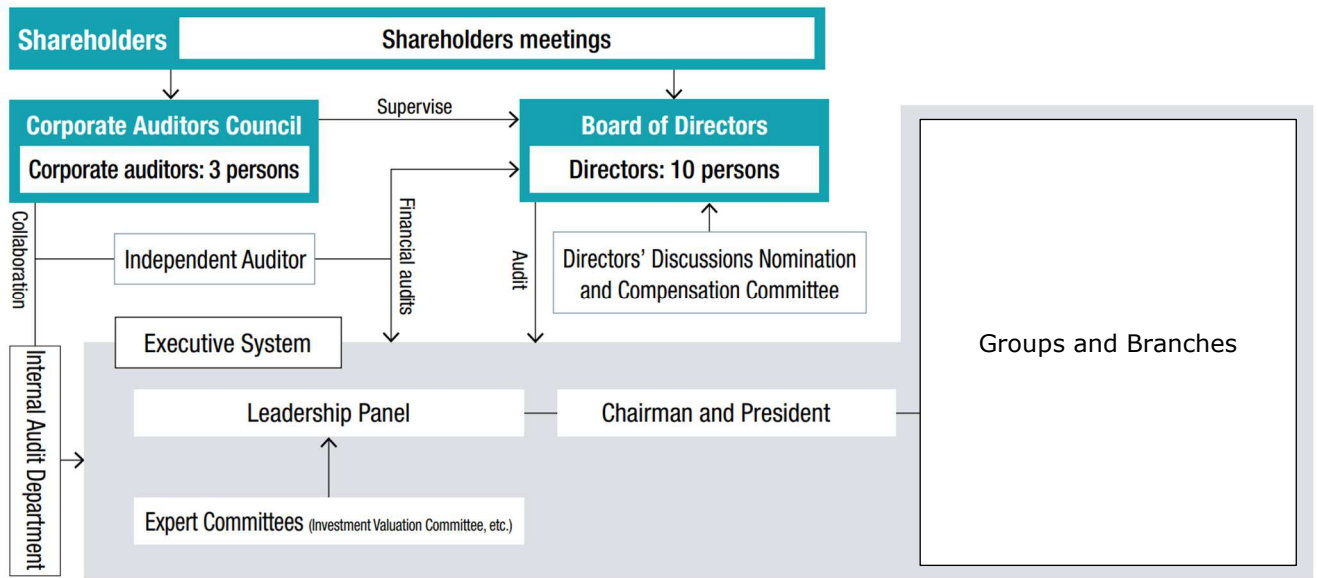 Shareholders
Shareholders meetings
Supervise
Corporate Auditors Council
Corporate auditors: 3 persons
Board of Directors
Directors: 10 persons
Collaboration
Independent Auditor
Financial audits
Audit
Directors’ Discussions Nomination
and Compensation Committee
Executive System
Groups and Branches
Internal Audit Department
Leadership Panel
Chairman and President
Expert Committees (Investment Valuation Committee, etc.)